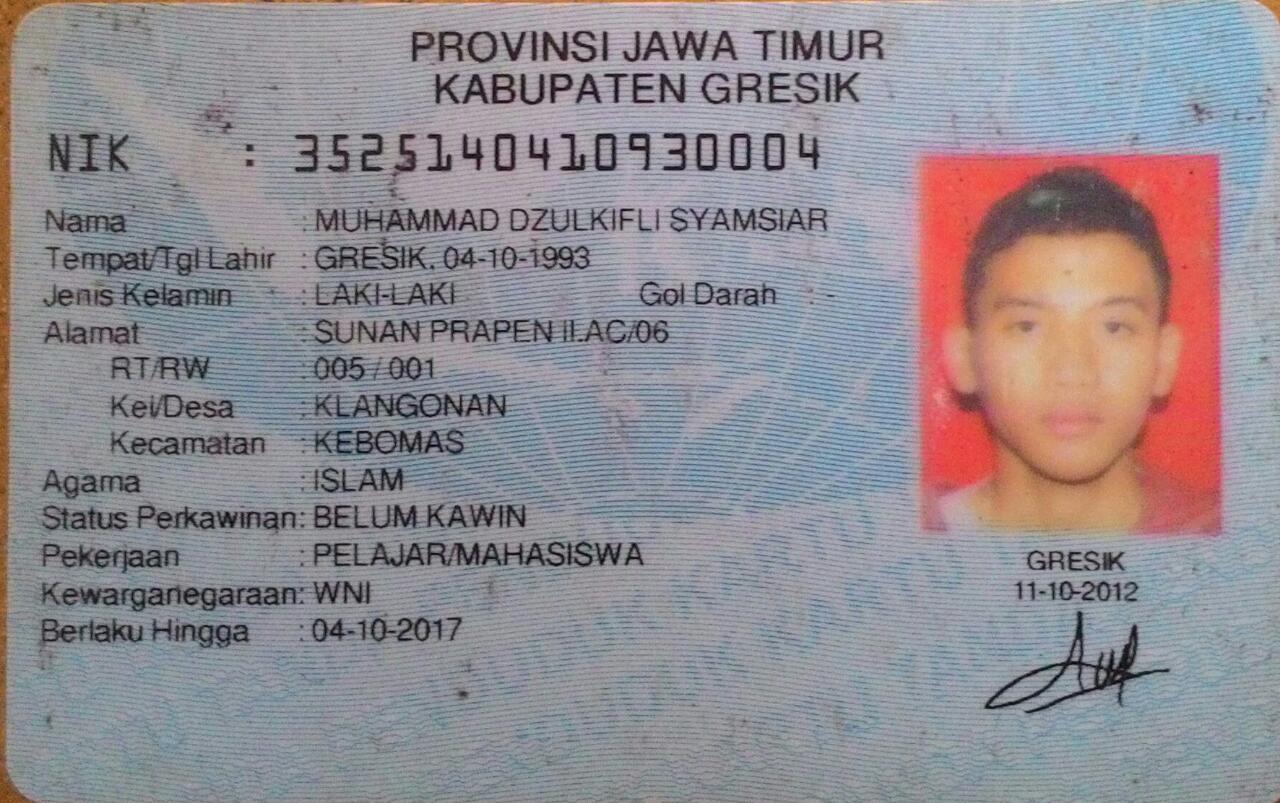 PROVINSI JAWA TIMUR
KABUPATEN GRESIK
NIK : 3525140410930004
Nama : MUHAMMAD DZULKIFLI SYAMSIAR
Tempat/Tgl Lahir : GRESIK, 04-10-1993
Jenis Kelamin : LAKI-LAKI Gol Darah : -
Alamat : SUNAN PRAPEN II.AC/06
RT/RW : 005 / 001
Kel/Desa : KLANGONAN
Kecamatan : KEBOMAS
Agama : ISLAM
Status Perkawinan: BELUM KAWIN
Pekerjaan : PELAJAR/MAHASISWA
Kewarganegaraan: WNI
Berlaku Hingga : 04-10-2017
GRESIK
11-10-2012